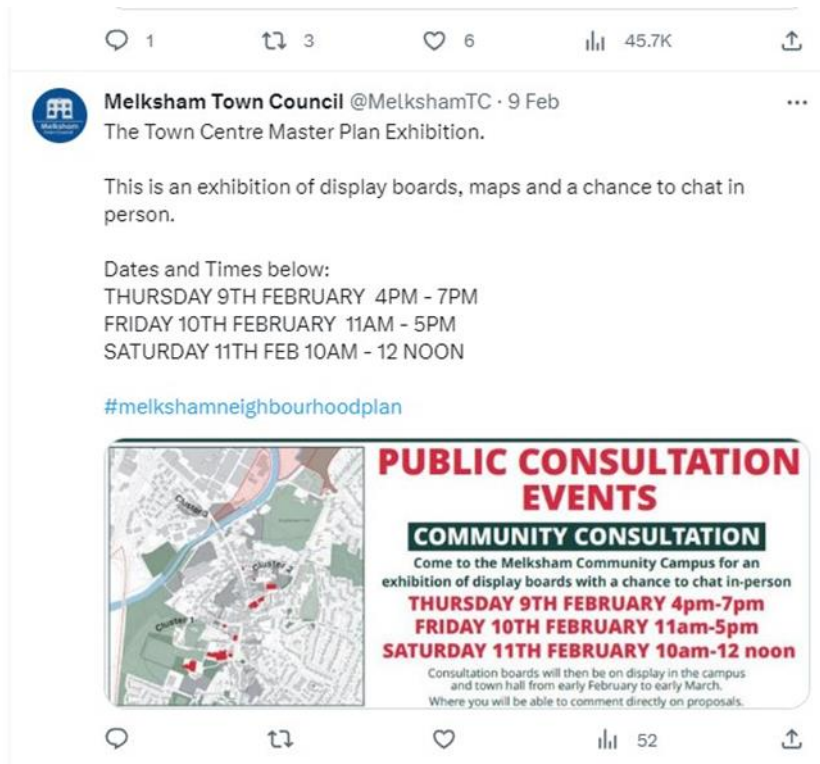 1 3 6 45.7K
Melksham Town Council @MelkshamTC · 9 Feb
The Town Centre Master Plan Exhibition.
This is an exhibition of display boards, maps and a chance to chat in
person.
Dates and Times below:
THURSDAY 9TH FEBRUARY 4PM - 7PM
FRIDAY 10TH FEBRUARY 11AM - 5PM
SATURDAY 11TH FEB 10AM - 12 NOON
#melkshamneighbourhoodplan
PUBLIC CONSULTATION
EVENTS
COMMUNITY CONSULTATION
Come to the Melksham Community Campus for an
exhibition of display boards with a chance to chat in-person
THURSDAY 9TH FEBRUARY 4pm-7pm
FRIDAY 10TH FEBRUARY 11am-5pm
SATURDAY 11TH FEBRUARY 10am-12 noon
Consultation boards will then be on display in the campus
and town hall from early February to early March.
Where you will be able to comment directly on proposals.
Cluster
Cluster 2
Cluster 1
52